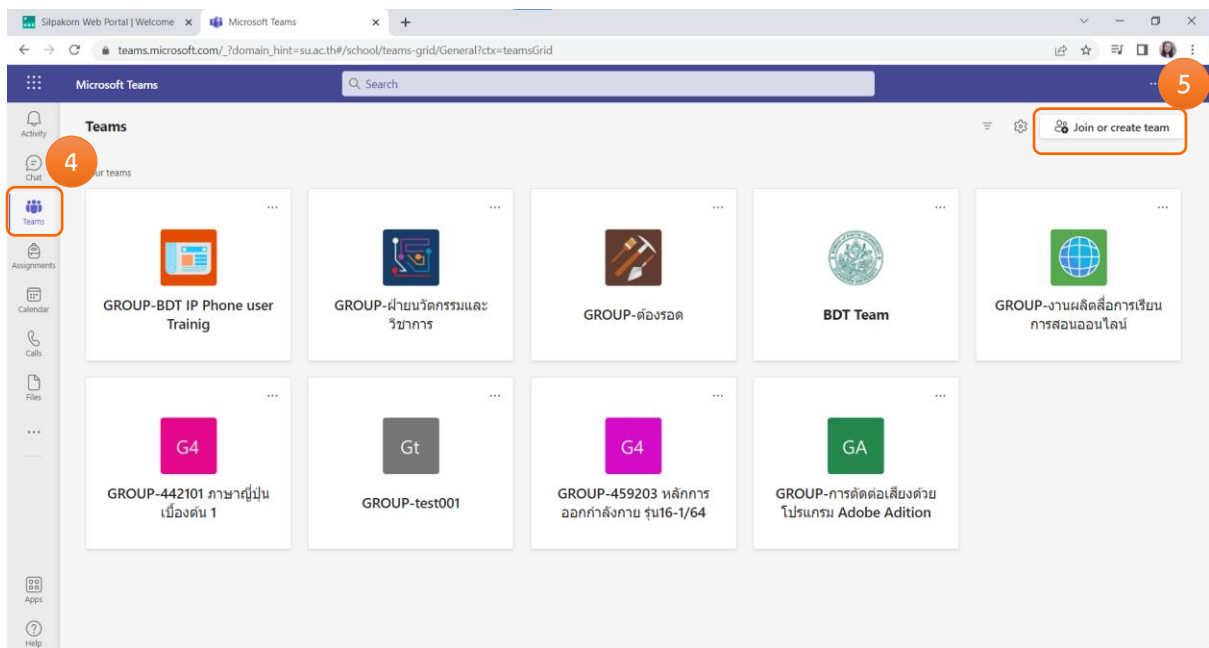 Silpakorn Web Portal | Welcome
Microsoft Teams
teams.microsoft.com/_?domain_hint=su.ac.th#/school/teams-grid/General?ctx=teamsGrid
Microsoft Teams
Search
5
Activity
Teams
Join or create team
Chat
4
ur teams
Teams
GROUP-BDT IP Phone user
Trainig
GROUP-ฝ่ายนวัตกรรมและ
วิชาการ
GROUP-ต้องรอด
BDT Team
GROUP-งานผลิตสื่อการเรียน
การสอนออนไลน์
Assignments
Calendar
Calls
Files
G4
GROUP-442101 ภาษาญี่ปุ่น
เบื้องต้น 1
Gt
GROUP-test001
G4
GROUP-459203 หลักการ
ออกกำลังกาย รุ่น16-1/64
GA
GROUP-การตัดต่อเสียงด้วย
โปรแกรม Adobe Adition
Apps
Help